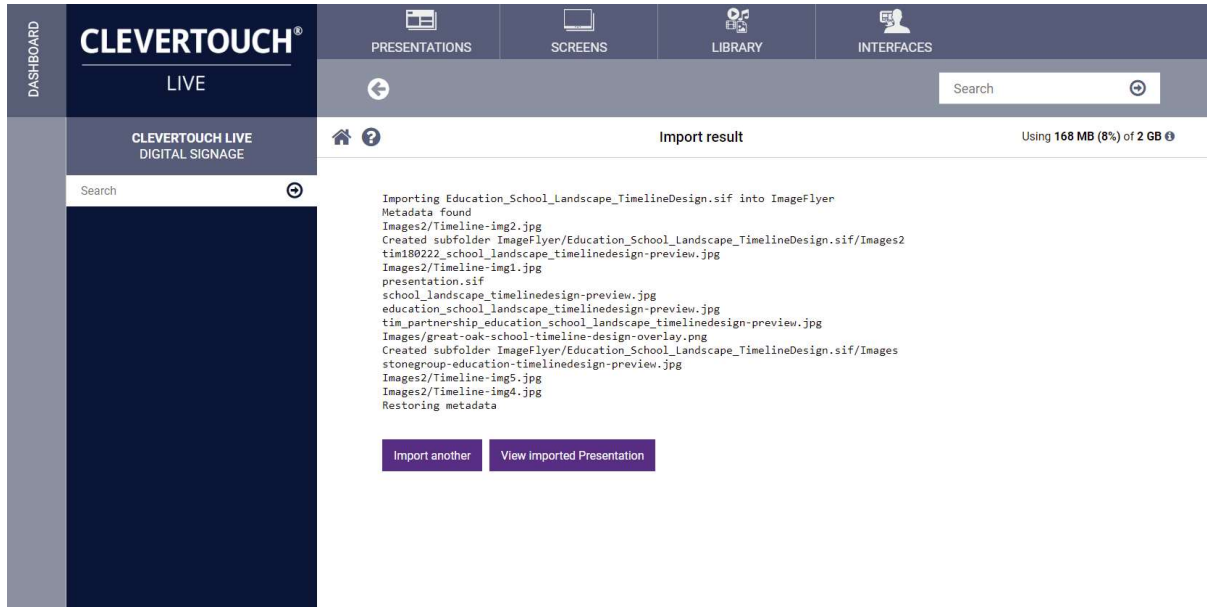 DASHBOARD
CLEVERTOUCH®
LIVE
PRESENTATIONS
SCREENS
LIBRARY
INTERFACES
Search
CLEVERTOUCH LIVE
DIGITAL SIGNAGE
Search
Import result
Using 168 MB (8%) of 2 GB
Importing Education_School_Landscape_TimelineDesign.sif into ImageFlyer
Metadata found
Images2/Timeline-img2.jpg
Created subfolder ImageFlyer/Education_School_Landscape_TimelineDesign.sif/Images2
tim180222_school_landscape_timelinedesign-preview.jpg
Images2/Timeline-img1.jpg
presentation.sif
school_landscape_timelinedesign-preview.jpg
education_school_landscape_timelinedesign-preview.jpg
tim_partnership_education_school_landscape_timelinedesign-preview.jpg
Images/great-oak-school-timeline-design-overlay.png
Created subfolder ImageFlyer/Education_School_Landscape_TimelineDesign.sif/Images
stonegroup-education-timelinedesign-preview.jpg
Images2/Timeline-img5.jpg
Images2/Timeline-img4.jpg
Restoring metadata
Import another
View imported Presentation